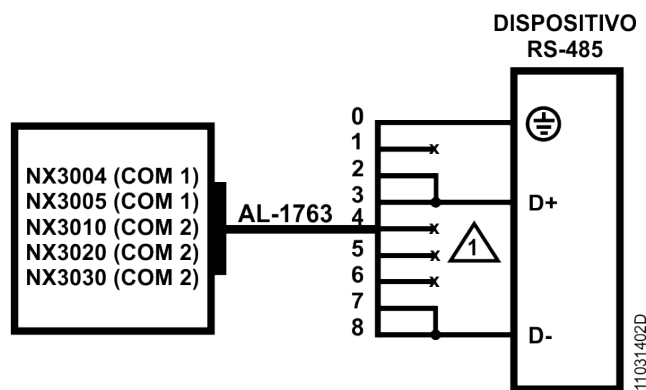 DISPOSITIVO
RS-485
NX3004 (COM 1)
NX3005 (COM 1)
NX3010 (COM 2)
NX3020 (COM 2)
NX3030 (COM 2)
AL-1763
0
1
2
3
4
5
6
7
8
x
x
x
x
1
D+
D-
11031402D